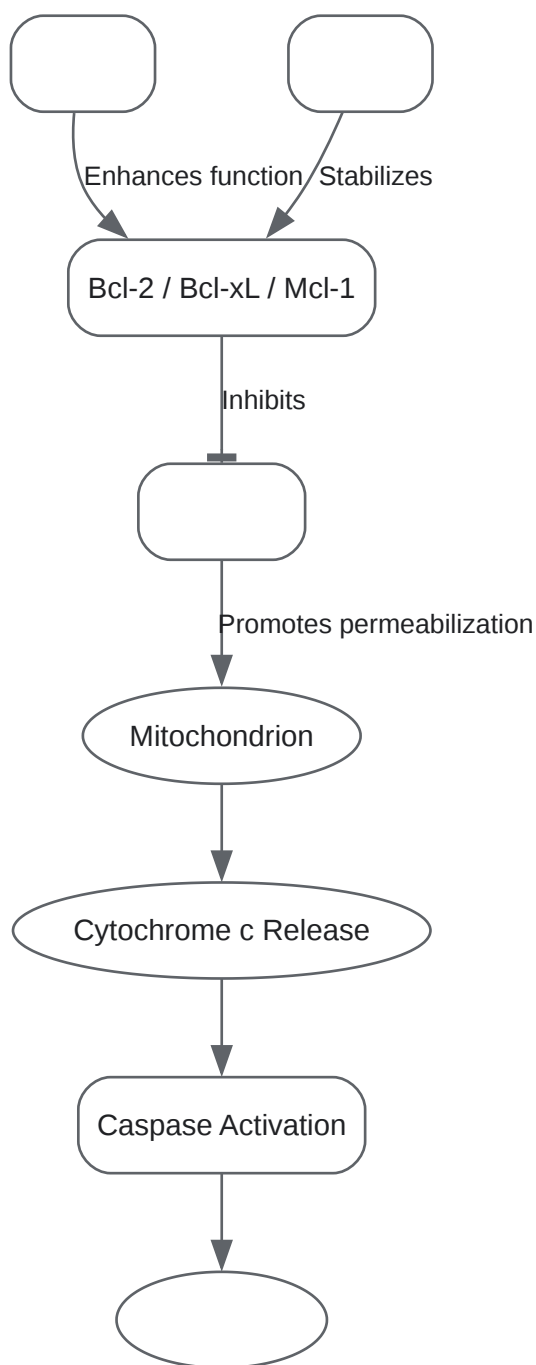 Enhances function
Stabilizes
Bcl-2 / Bcl-xL / Mcl-1
Inhibits
Promotes permeabilization
Mitochondrion
Cytochrome c Release
Caspase Activation